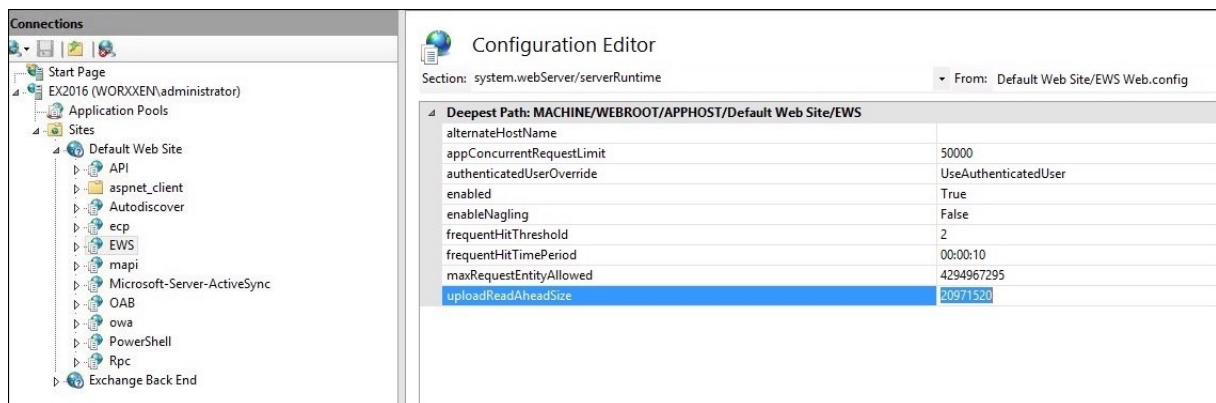 Connections
Start Page
EX2016 (WORXXEN\administrator)
Application Pools
Sites
Default Web Site
API
aspnet_client
Autodiscover
ecp
EWS
mapi
Microsoft-Server-ActiveSync
OAB
owa
PowerShell
Rpc
Exchange Back End
Configuration Editor
Section: system.webServer/serverRuntime From: Default Web Site/EWS Web.config
Deepest Path: MACHINE/WEBROOT/APPHOST/Default Web Site/EWS
alternateHostName
appConcurrentRequestLimit 50000
authenticatedUserOverride UseAuthenticatedUser
enabled True
enableNagling False
frequentHitThreshold 2
frequentHitTimePeriod 00:00:10
maxRequestEntityAllowed 4294967295
uploadReadAheadSize 20971520